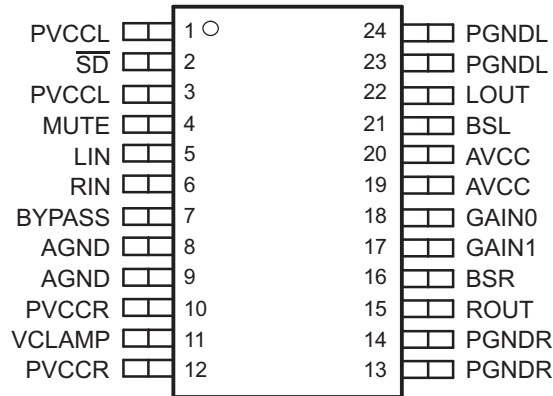 PVCCL 1 24 PGNDL
S̅D̅ 2 23 PGNDL
PVCCL 3 22 LOUT
MUTE 4 21 BSL
LIN 5 20 AVCC
RIN 6 19 AVCC
BYPASS 7 18 GAIN0
AGND 8 17 GAIN1
AGND 9 16 BSR
PVCCR 10 15 ROUT
VCLAMP 11 14 PGNDR
PVCCR 12 13 PGNDR